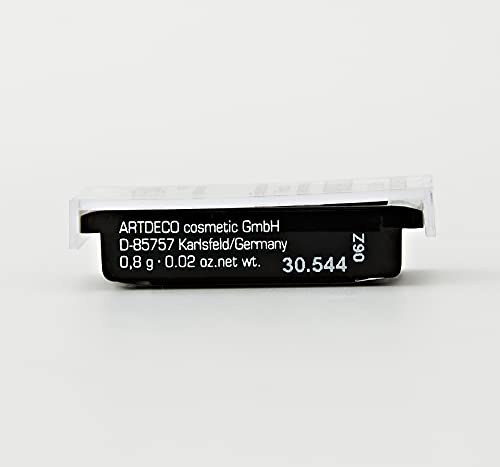 ARTDECO cosmetic GmbH
D-85757 Karlsfeld/Germany
0,8 g · 0.02 oz.net wt.
30.544
Z90